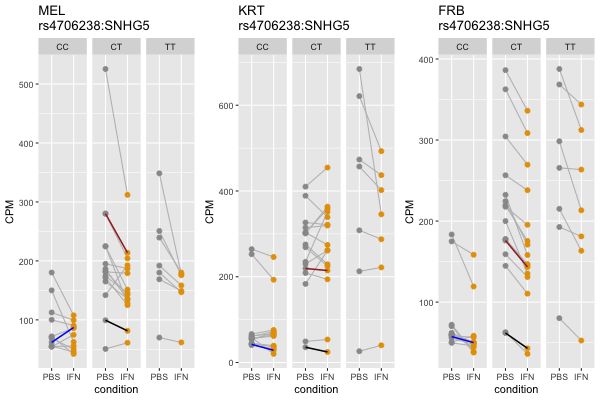 MEL
rs4706238:SNHG5
CC CT TT
500
400
300
200
100
CPM
PBS IFN PBS IFN PBS IFN
condition
KRT
rs4706238:SNHG5
CC CT TT
600
400
200
0
CPM
PBS IFN PBS IFN PBS IFN
condition
FRB
rs4706238:SNHG5
CC CT TT
400
300
200
100
CPM
PBS IFN PBS IFN PBS IFN
condition